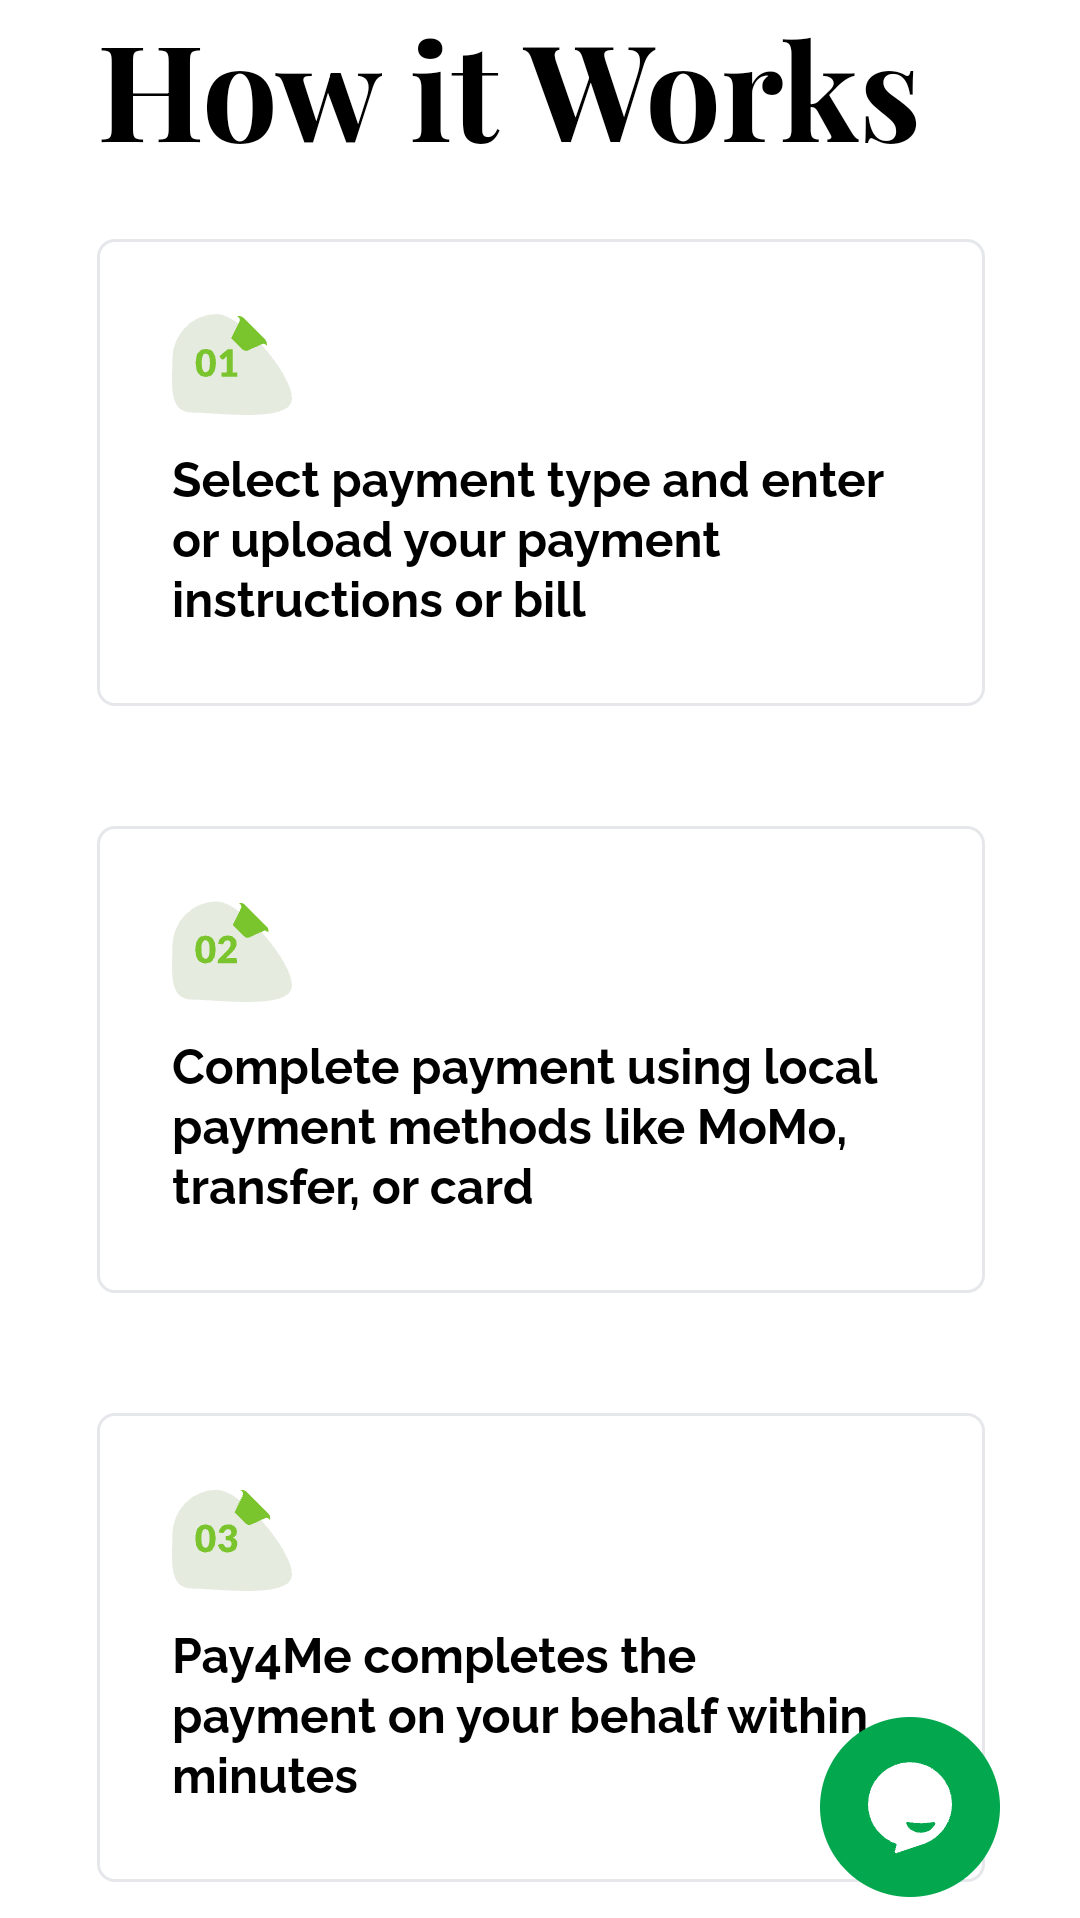 How it Works
01
Select payment type and enter
or upload your payment
instructions or bill
02
Complete payment using local
payment methods like MoMo,
transfer, or card
03
Pay4Me completes the
payment on your behalf within
minutes